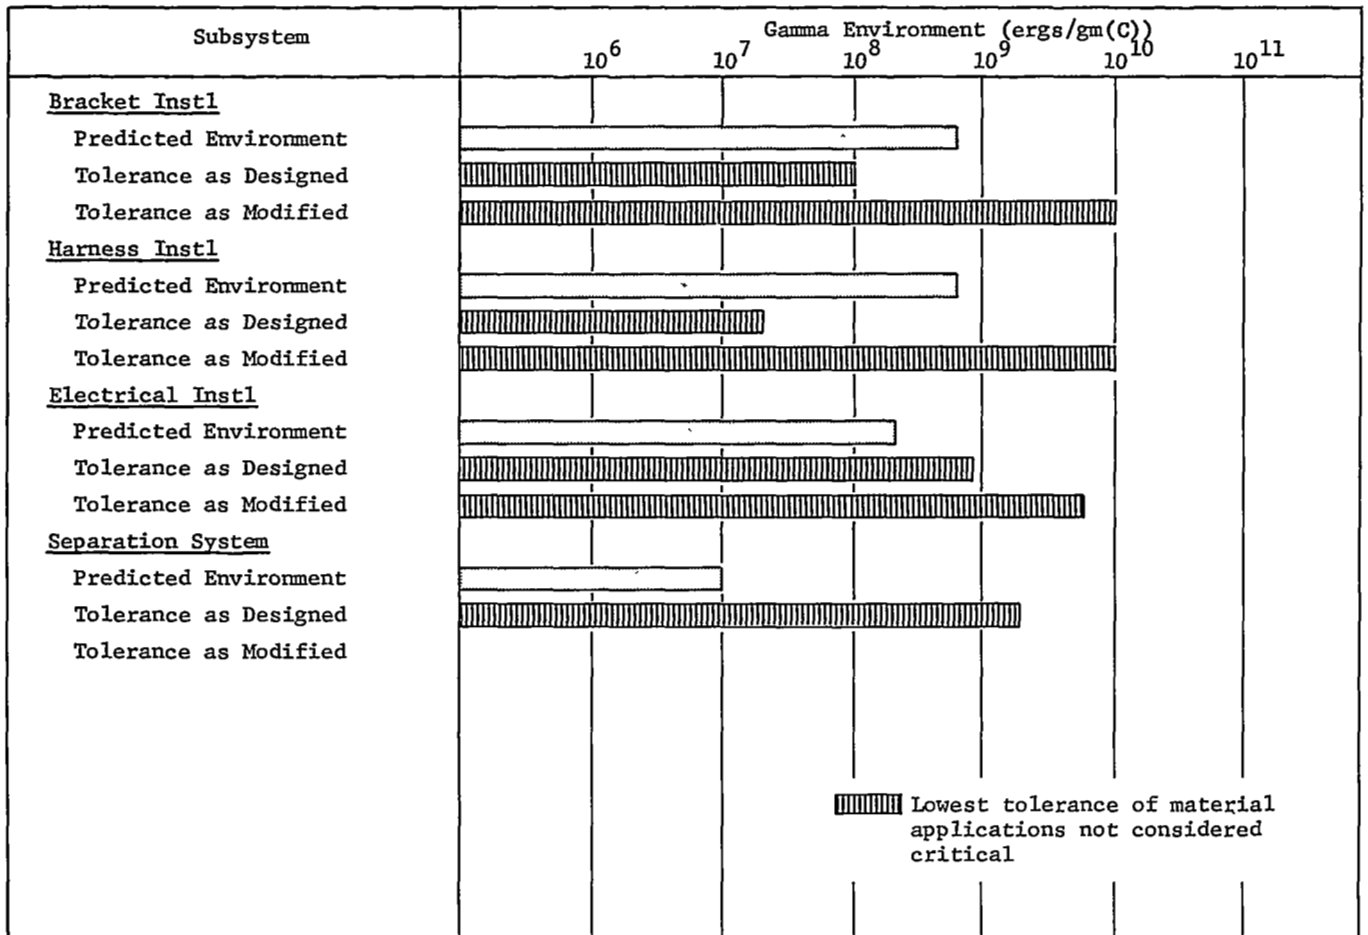 Subsystem
Gamma Environment (ergs/gm(C))
10^6 10^7 10^8 10^9 10^10 10^11
Bracket Instl
Predicted Environment
Tolerance as Designed
Tolerance as Modified
Harness Instl
Predicted Environment
Tolerance as Designed
Tolerance as Modified
Electrical Instl
Predicted Environment
Tolerance as Designed
Tolerance as Modified
Separation System
Predicted Environment
Tolerance as Designed
Tolerance as Modified
Lowest tolerance of material
applications not considered
critical